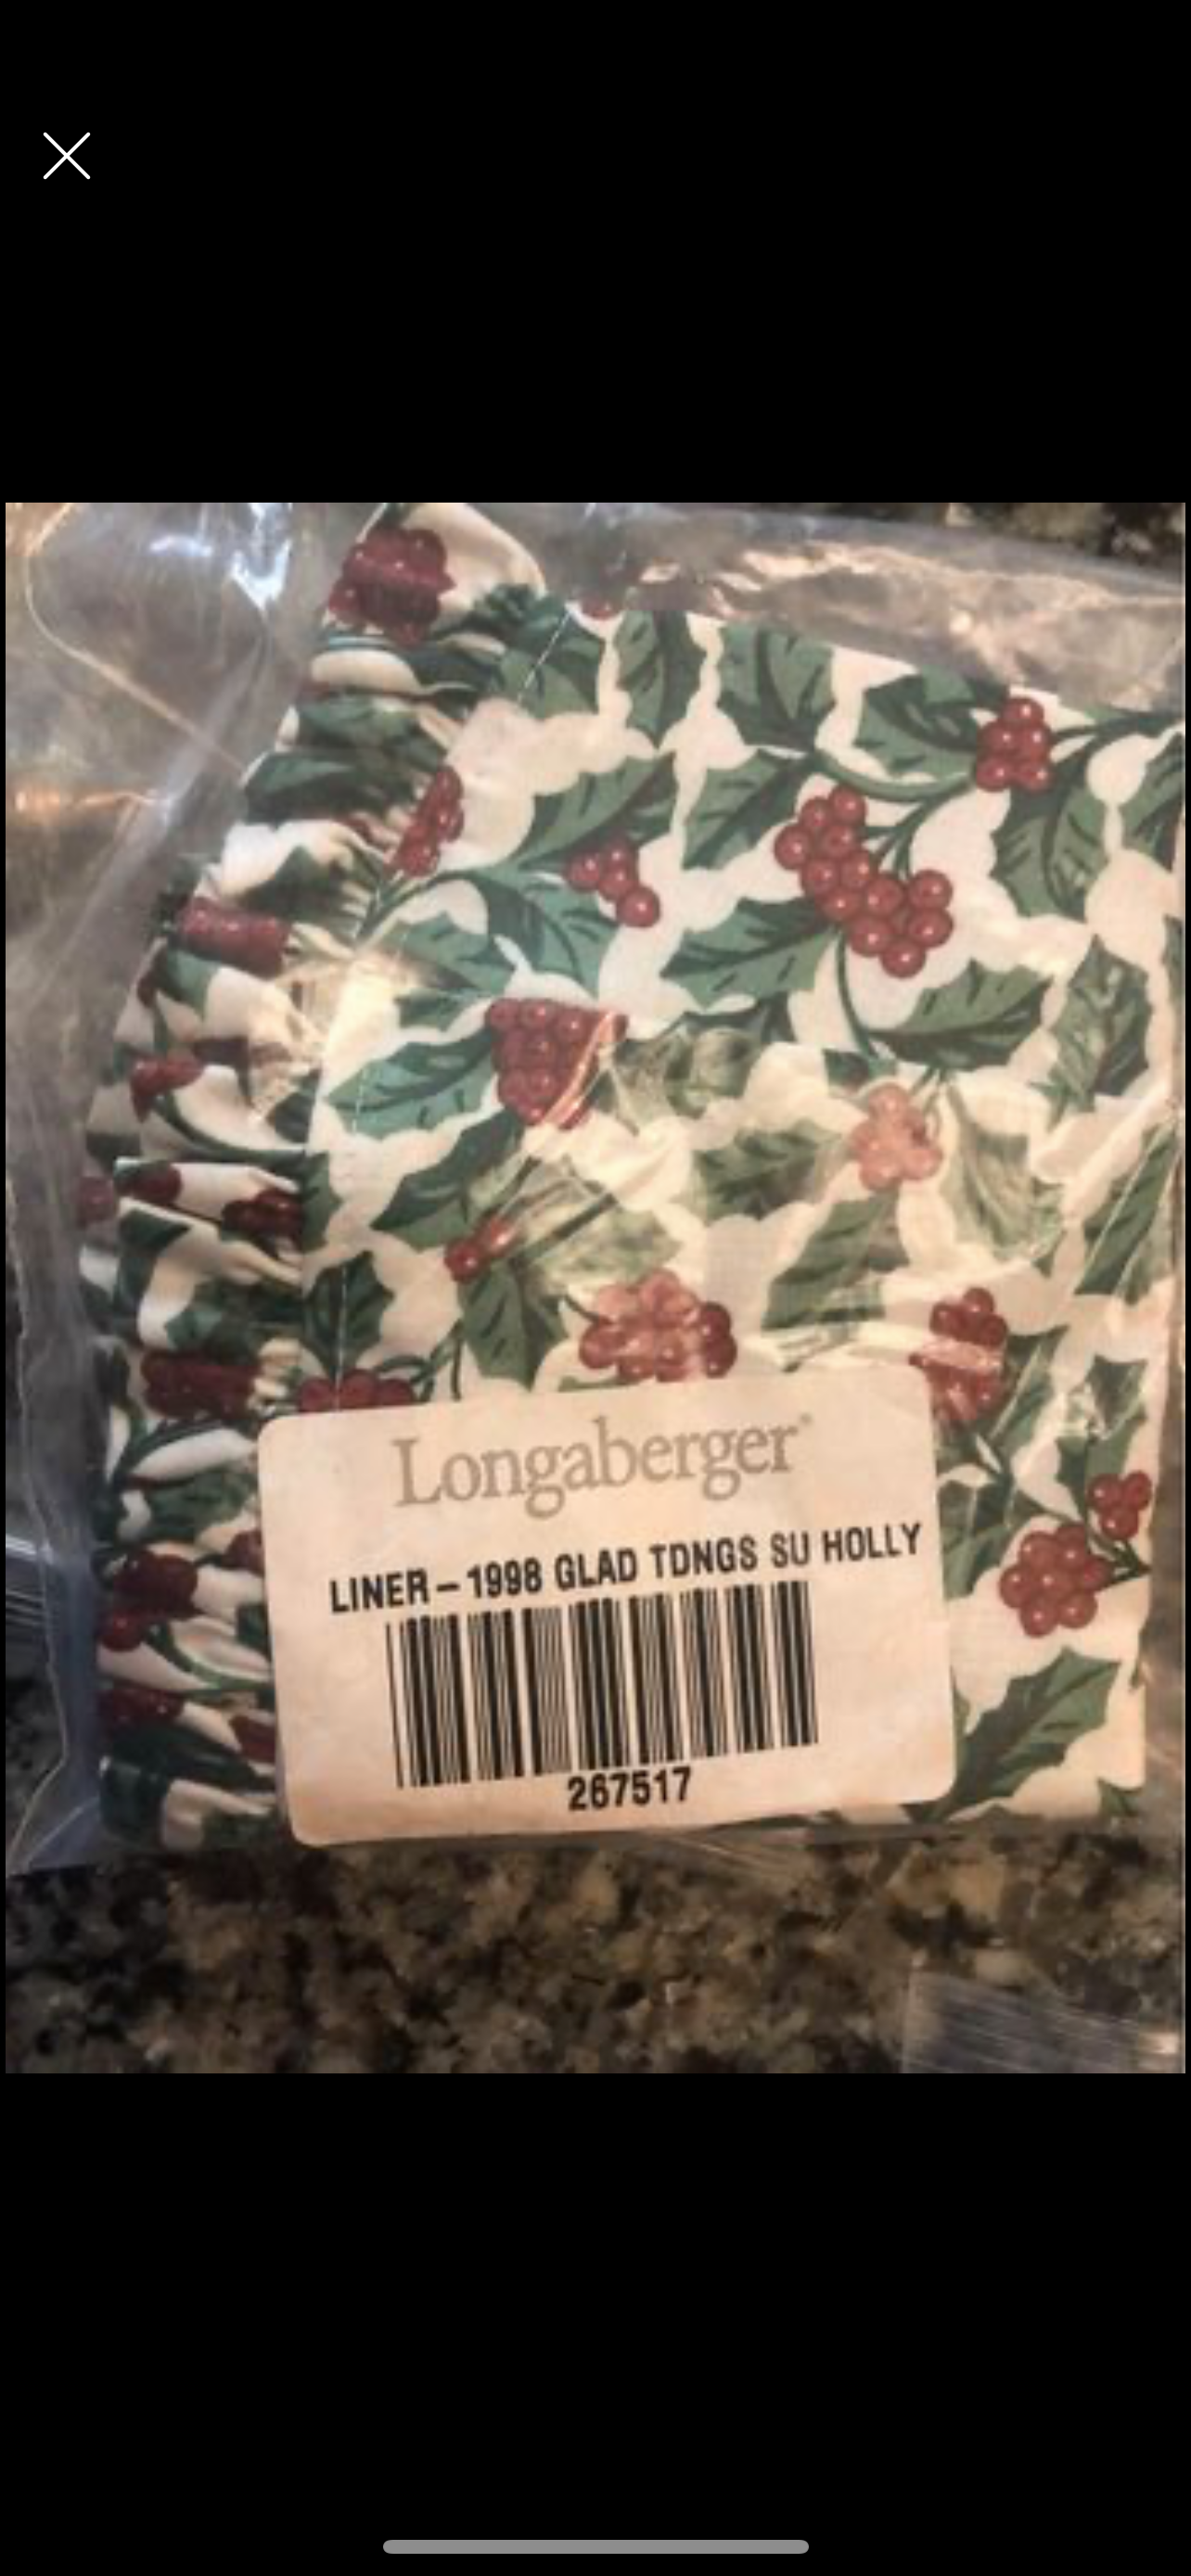 Longaberger®
LINER – 1998 GLAD TDNGS SU HOLLY
267517